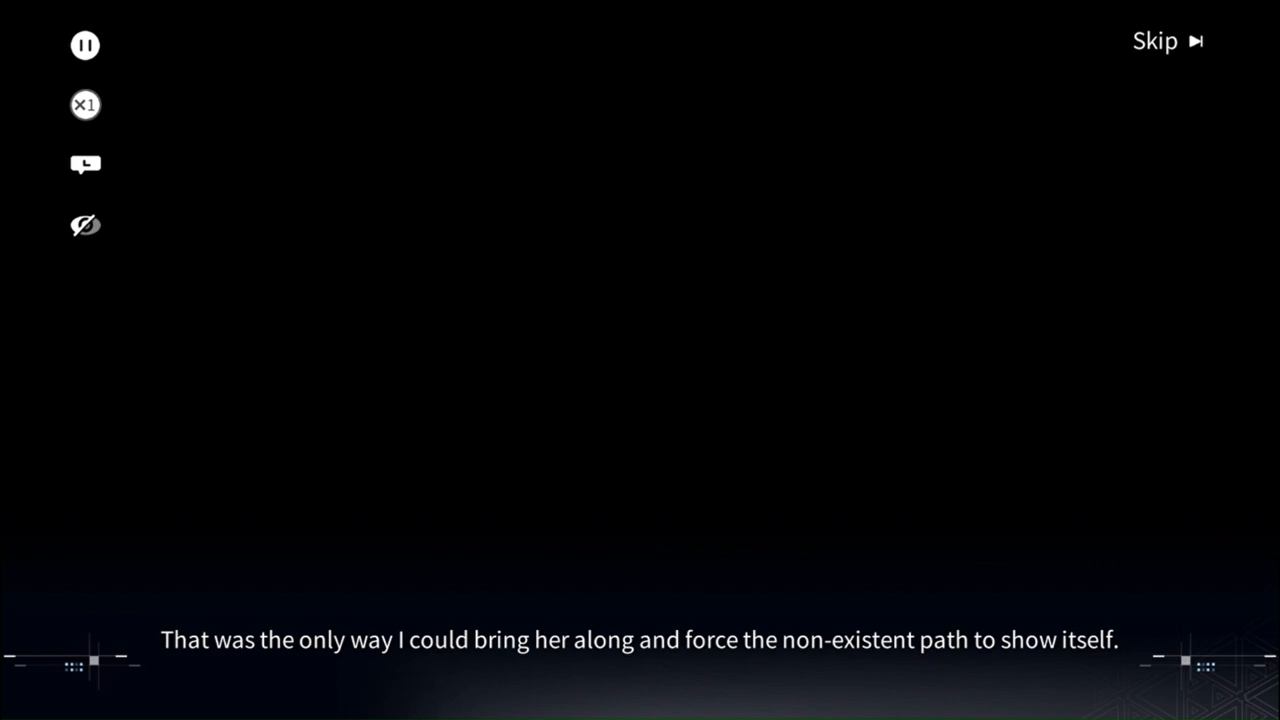 Skip
×1
That was the only way I could bring her along and force the non-existent path to show itself.